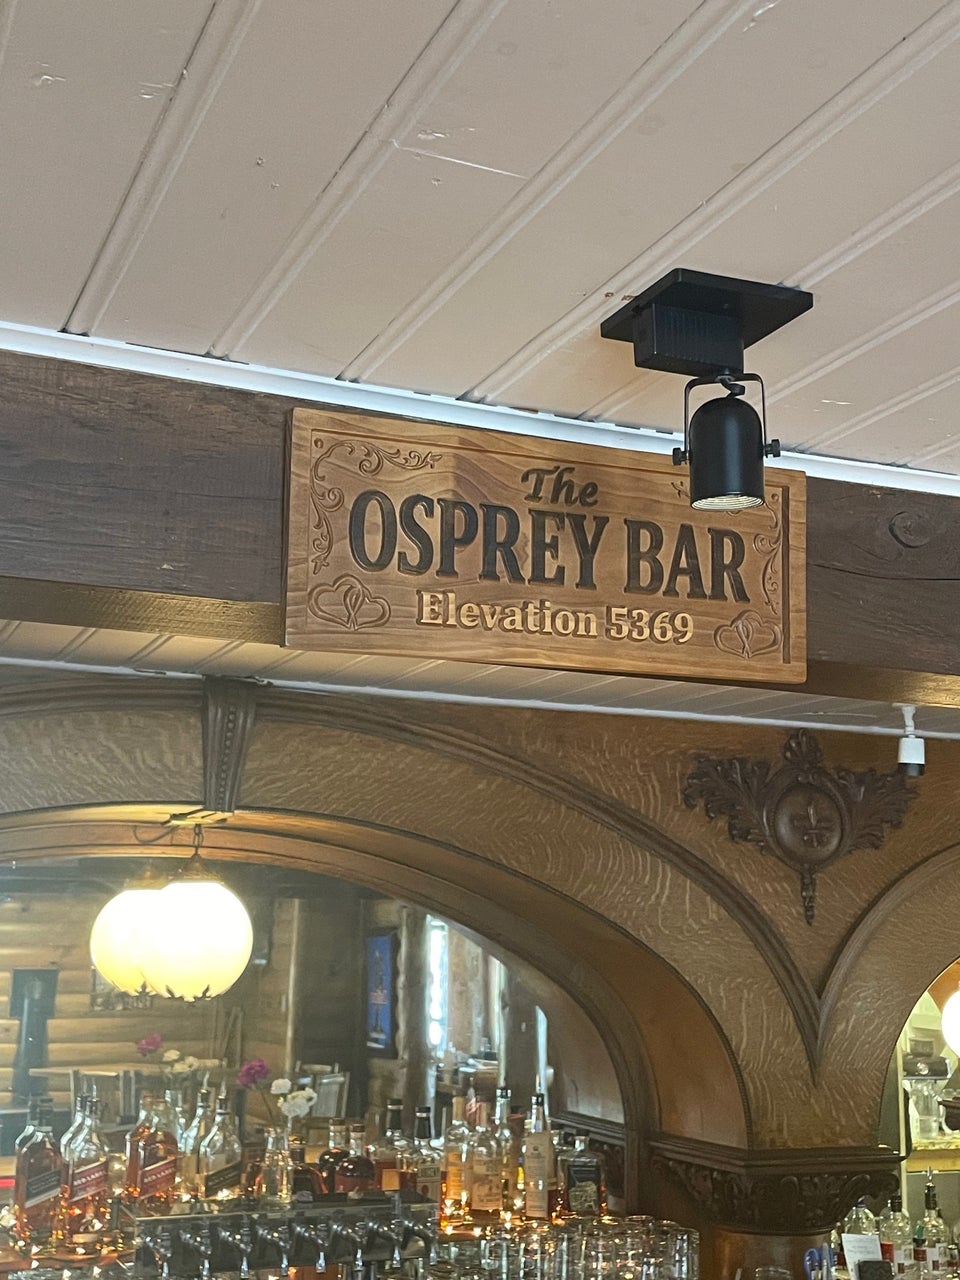 The
OSPREY BAR
Elevation 5369